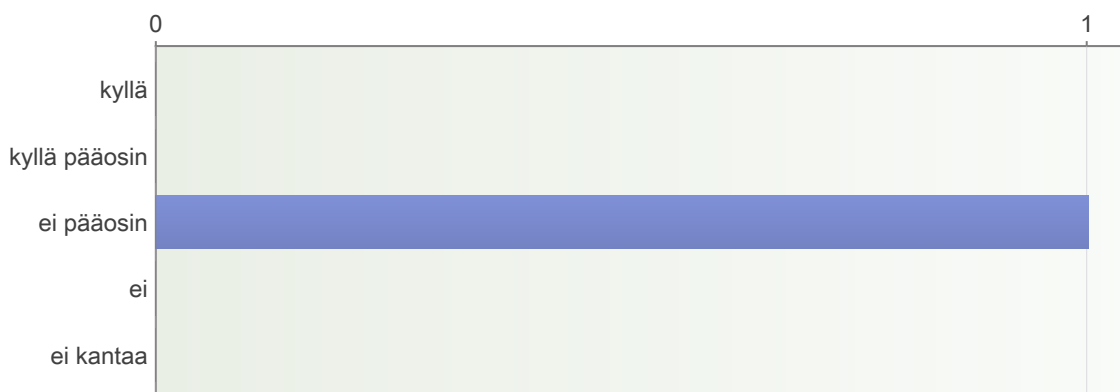 0 1
kyllä
kyllä pääosin
ei pääosin
ei
ei kantaa